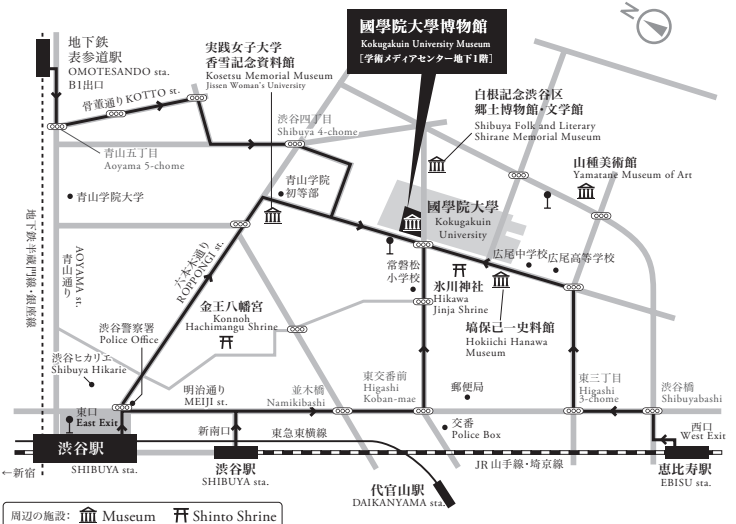 地下鉄
表参道駅
OMOTESANDO sta.
B1出口
骨董通り KOTTO st.
実践女子大学
香雪記念資料館
Kosetsu Memorial Museum
Jissen Woman's University
國學院大學博物館
Kokugakuin University Museum
［学術メディアセンター地下1階］
N
白根記念渋谷区
郷土博物館・文学館
Shibuya Folk and Literary
Shirane Memorial Museum
山種美術館
Yamatane Museum of Art
渋谷四丁目
Shibuya 4-chome
青山五丁目
Aoyama 5-chome
青山学院大学
青山学院
初等部
國學院大學
Kokugakuin
University
地下鉄半蔵門線・銀座線
AOYAMA st.
青山通り
六本木通り
ROPPONGI st.
常磐松
小学校
氷川神社
Hikawa
Jinja Shrine
広尾中学校
広尾高等学校
塙保己一史料館
Hokiichi Hanawa
Museum
金王八幡宮
Konnoh
Hachimangu Shrine
渋谷警察署
Police Office
渋谷ヒカリエ
Shibuya Hikarie
明治通り
MEIJI st.
並木橋
Namikibashi
東交番前
Higashi
Koban-mae
郵便局
東三丁目
Higashi
3-chome
渋谷橋
Shibuyabashi
東口
East Exit
新南口
東急東横線
交番
Police Box
西口
West Exit
渋谷駅
SHIBUYA sta.
←新宿
渋谷駅
SHIBUYA sta.
JR 山手線・埼京線
恵比寿駅
EBISU sta.
代官山駅
DAIKANYAMA sta.
周辺の施設： Museum Shinto Shrine